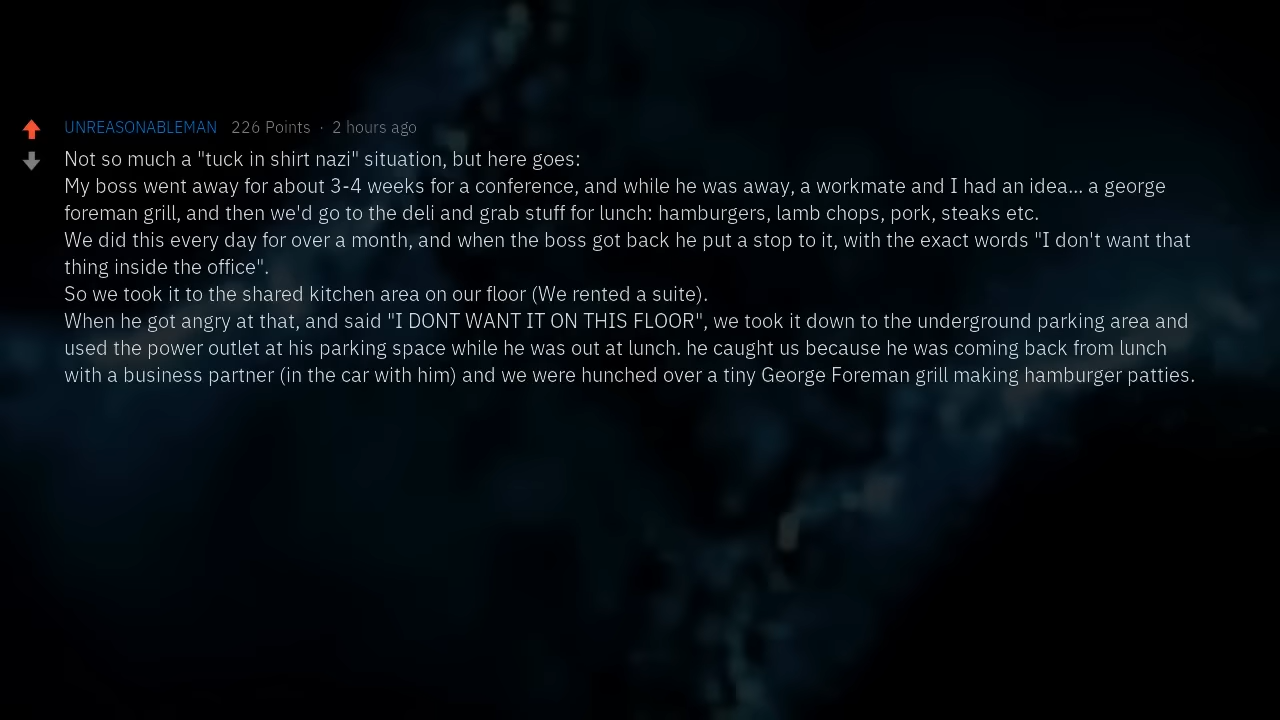 UNREASONABLEMAN 226 Points · 2 hours ago
Not so much a "tuck in shirt nazi" situation, but here goes:
My boss went away for about 3-4 weeks for a conference, and while he was away, a workmate and I had an idea... a george
foreman grill, and then we'd go to the deli and grab stuff for lunch: hamburgers, lamb chops, pork, steaks etc.
We did this every day for over a month, and when the boss got back he put a stop to it, with the exact words "I don't want that
thing inside the office".
So we took it to the shared kitchen area on our floor (We rented a suite).
When he got angry at that, and said "I DONT WANT IT ON THIS FLOOR", we took it down to the underground parking area and
used the power outlet at his parking space while he was out at lunch. he caught us because he was coming back from lunch
with a business partner (in the car with him) and we were hunched over a tiny George Foreman grill making hamburger patties.